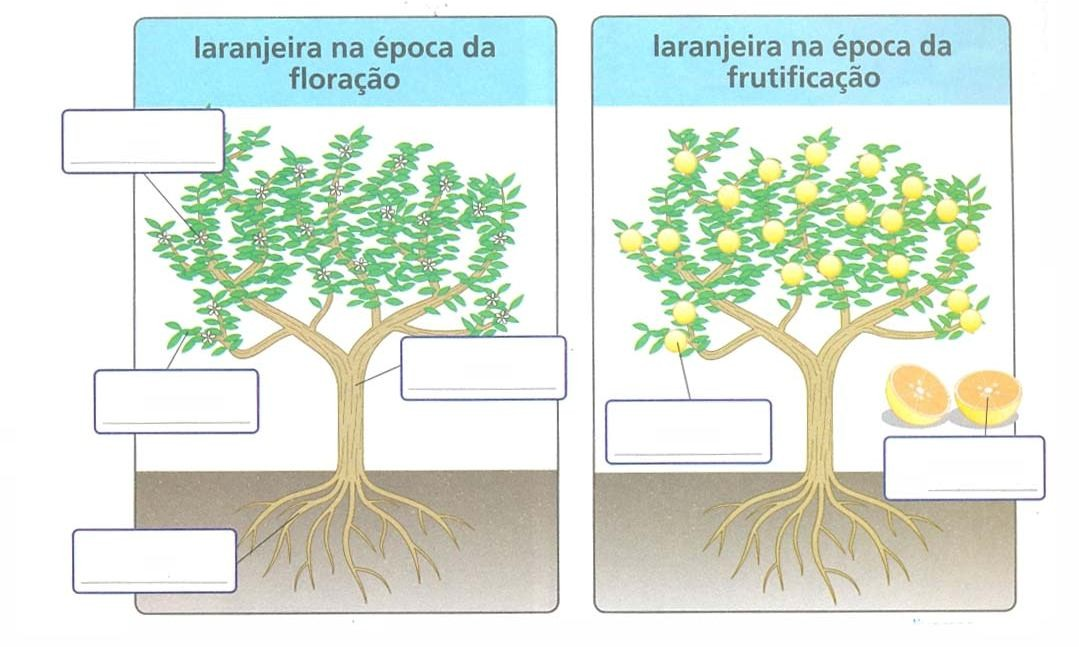 laranjeira na época da
floração
laranjeira na época da
frutificação